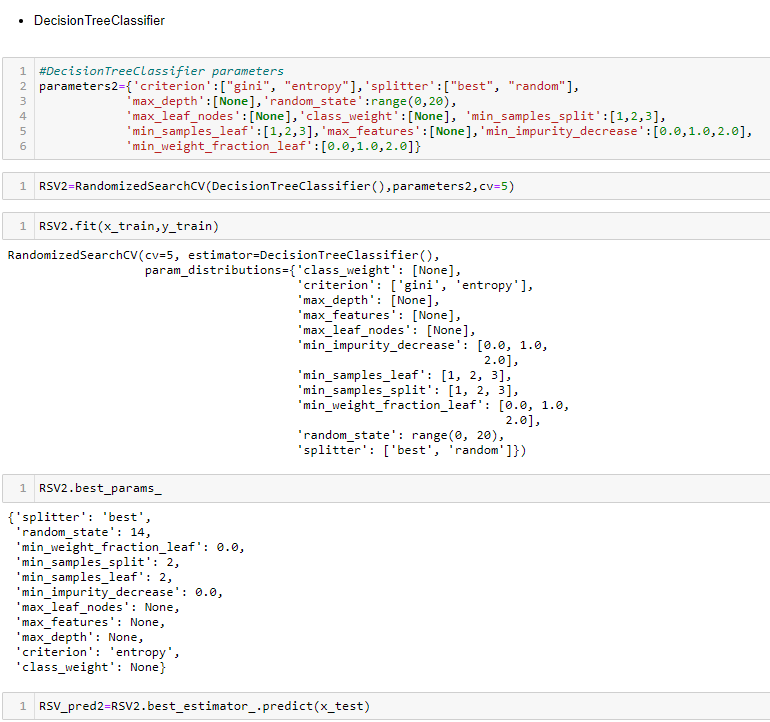 • DecisionTreeClassifier
1 #DecisionTreeClassifier parameters
2 parameters2={'criterion':["gini", "entropy"],'splitter':["best", "random"],
3 'max_depth':[None],'random_state':range(0,20),
4 'max_leaf_nodes':[None],'class_weight':[None], 'min_samples_split':[1,2,3],
5 'min_samples_leaf':[1,2,3],'max_features':[None],'min_impurity_decrease':[0.0,1.0,2.0],
6 'min_weight_fraction_leaf':[0.0,1.0,2.0]}
1 RSV2=RandomizedSearchCV(DecisionTreeClassifier(),parameters2,cv=5)
1 RSV2.fit(x_train,y_train)
RandomizedSearchCV(cv=5, estimator=DecisionTreeClassifier(),
param_distributions={'class_weight': [None],
'criterion': ['gini', 'entropy'],
'max_depth': [None],
'max_features': [None],
'max_leaf_nodes': [None],
'min_impurity_decrease': [0.0, 1.0,
2.0],
'min_samples_leaf': [1, 2, 3],
'min_samples_split': [1, 2, 3],
'min_weight_fraction_leaf': [0.0, 1.0,
2.0],
'random_state': range(0, 20),
'splitter': ['best', 'random']})
1 RSV2.best_params_
{'splitter': 'best',
'random_state': 14,
'min_weight_fraction_leaf': 0.0,
'min_samples_split': 2,
'min_samples_leaf': 2,
'min_impurity_decrease': 0.0,
'max_leaf_nodes': None,
'max_features': None,
'max_depth': None,
'criterion': 'entropy',
'class_weight': None}
1 RSV_pred2=RSV2.best_estimator_.predict(x_test)